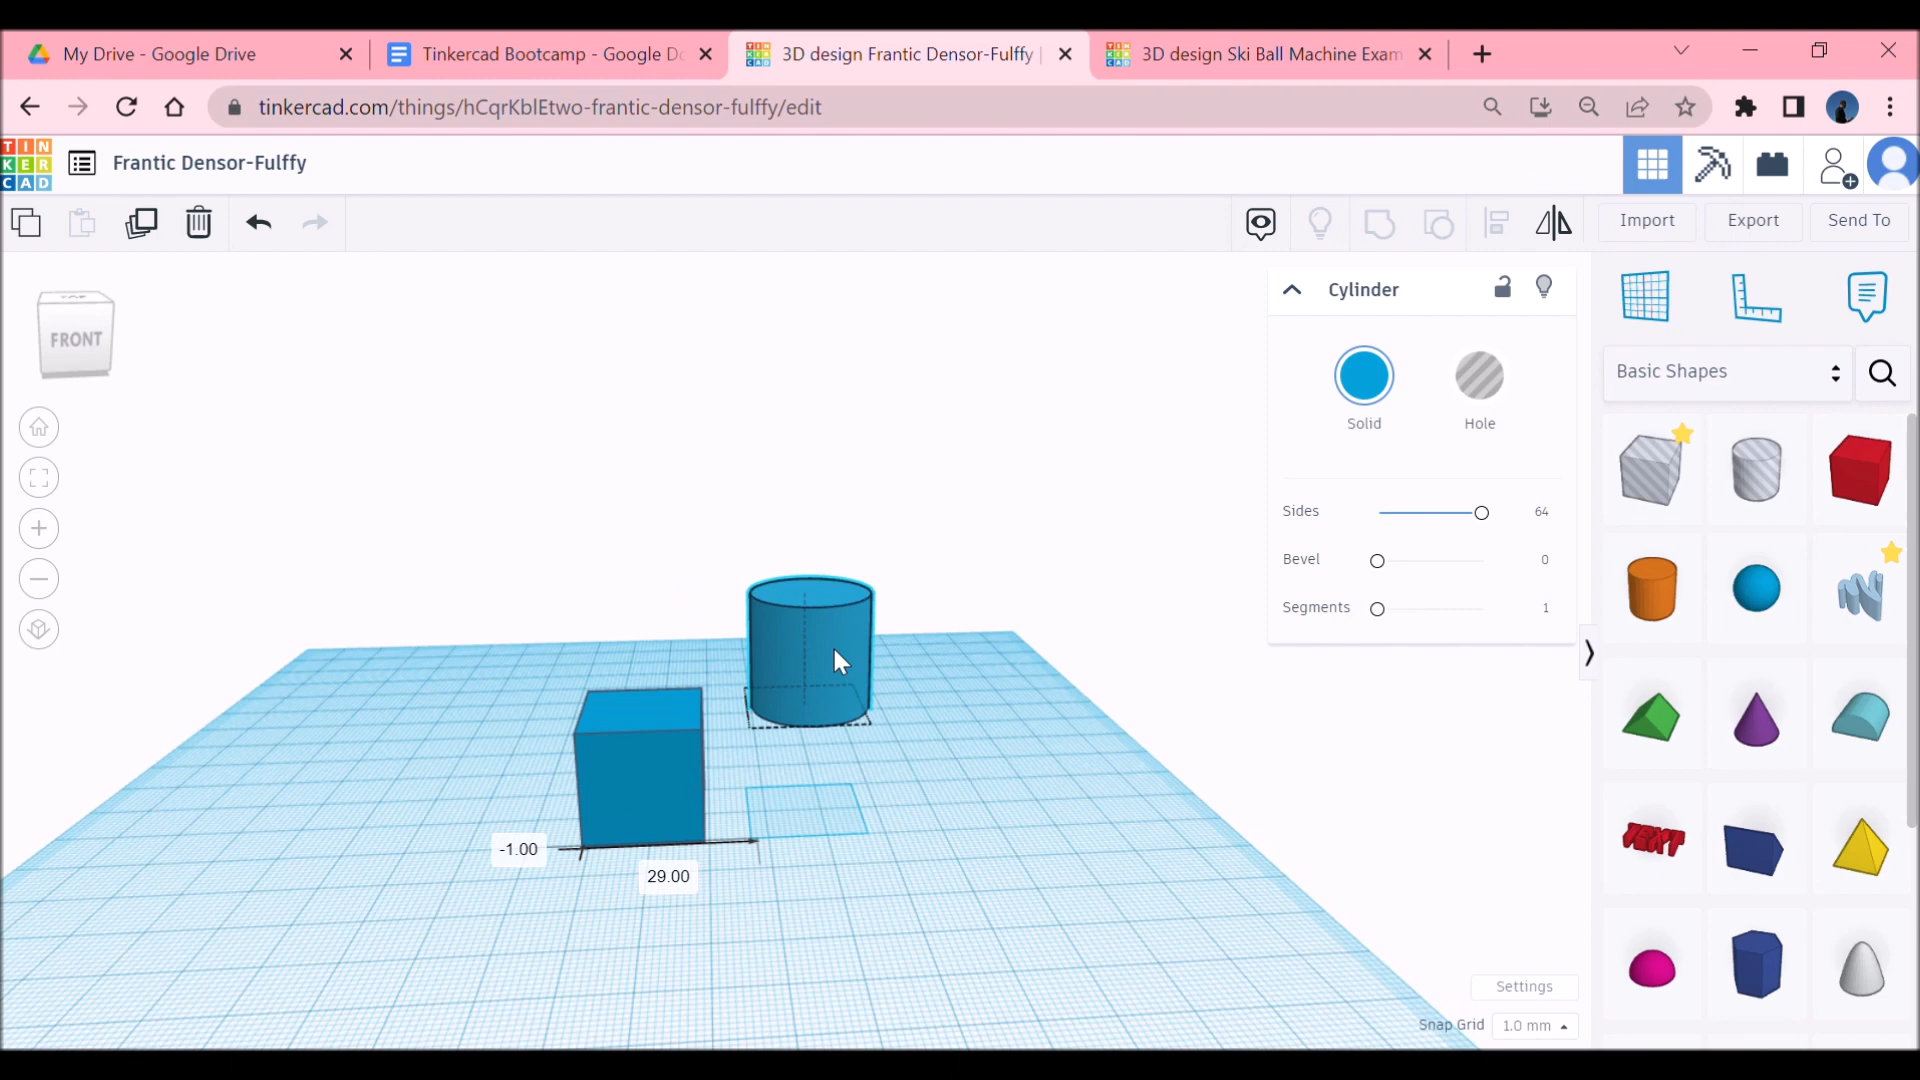 My Drive - Google Drive
Tinkercad Bootcamp - Google Do
3D design Frantic Densor-Fulffy |
3D design Ski Ball Machine Exam
tinkercad.com/things/hCqrKblEtwo-frantic-densor-fulffy/edit
TIN
KER
CAD
Frantic Densor-Fulffy
Import
Export
Send To
TOP
FRONT
Cylinder
Solid
Hole
Sides
64
Bevel
0
Segments
1
Basic Shapes
TEXT
-1.00
29.00
Settings
Snap Grid
1.0 mm